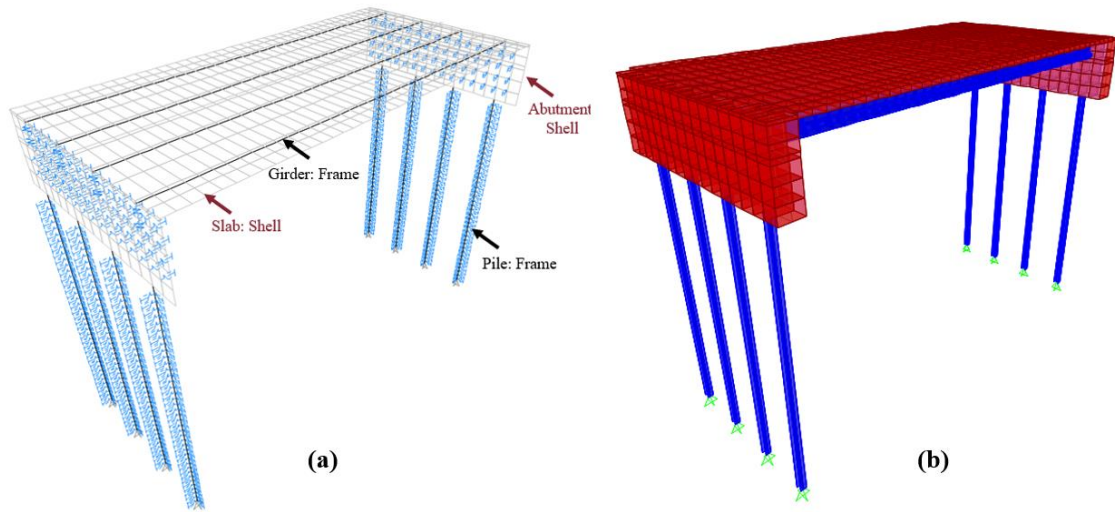 Abutment
Shell
Girder: Frame
Slab: Shell
Pile: Frame
(a)
(b)